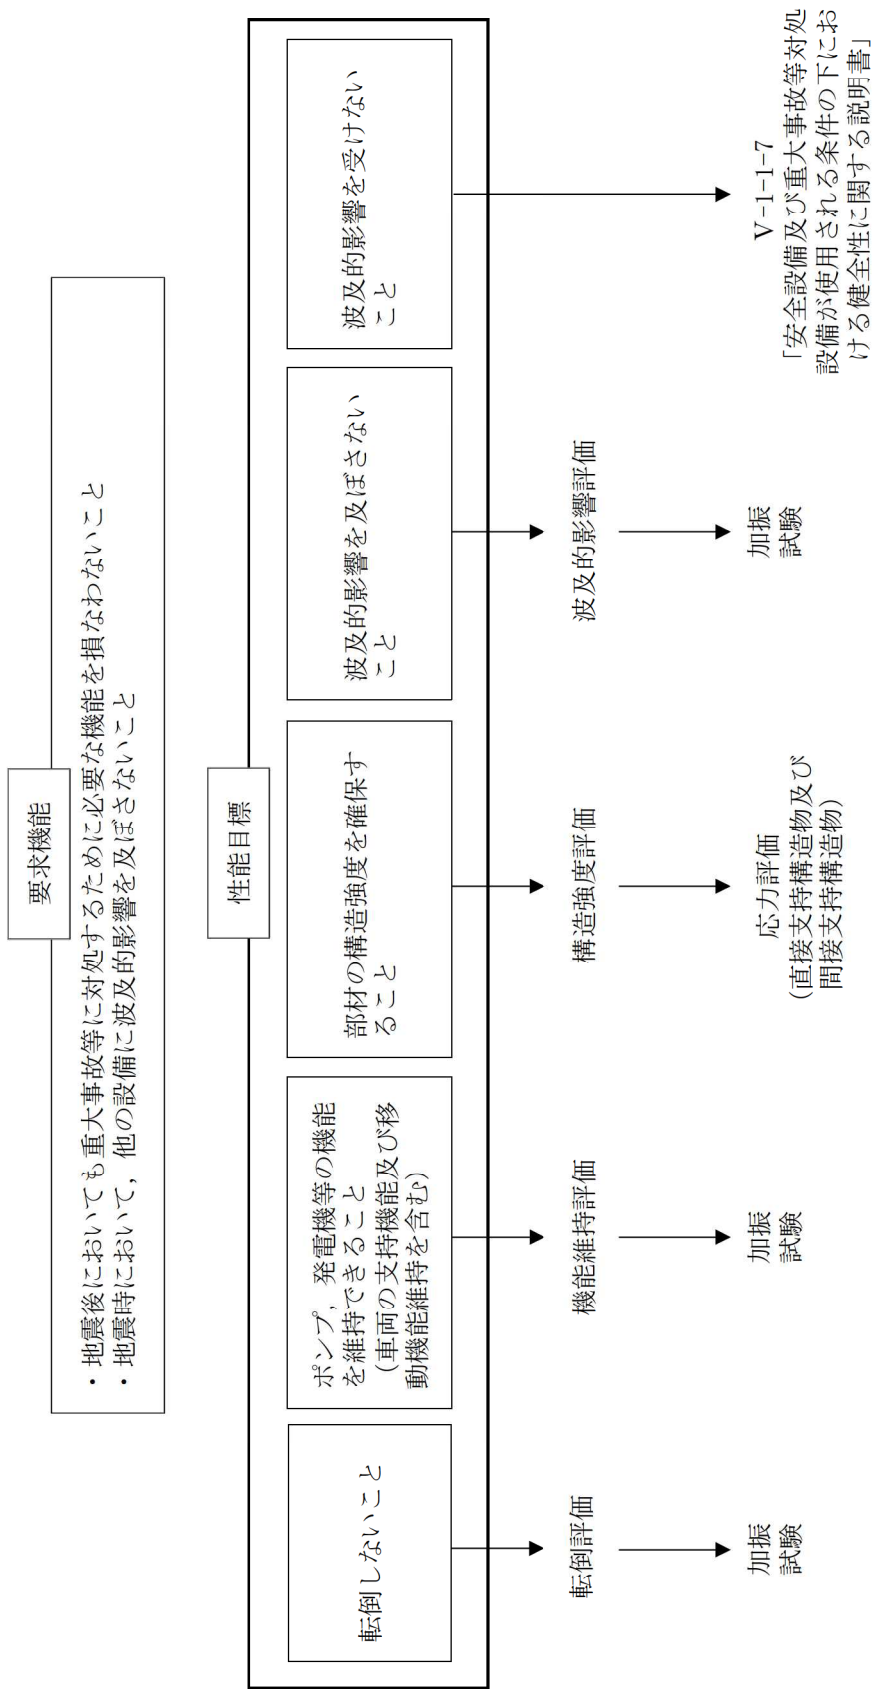 要求機能
・地震後においても重大事故等に対処するために必要な機能を損なわないこと
・地震時において，他の設備に波及的影響を及ぼさないこと
性能目標
転倒しないこと
ポンプ，発電機等の機能
を維持できること
（車両の支持機能及び移
動機能維持を含む）
部材の構造強度を確保す
ること
波及的影響を及ぼさない
こと
波及的影響を受けない
こと
転倒評価
機能維持評価
構造強度評価
波及的影響評価
加振
試験
加振
試験
応力評価
（直接支持構造物及び
間接支持構造物）
加振
試験
Ⅴ-1-1-7
「安全設備及び重大事故等対処
設備が使用される条件の下にお
ける健全性に関する説明書」